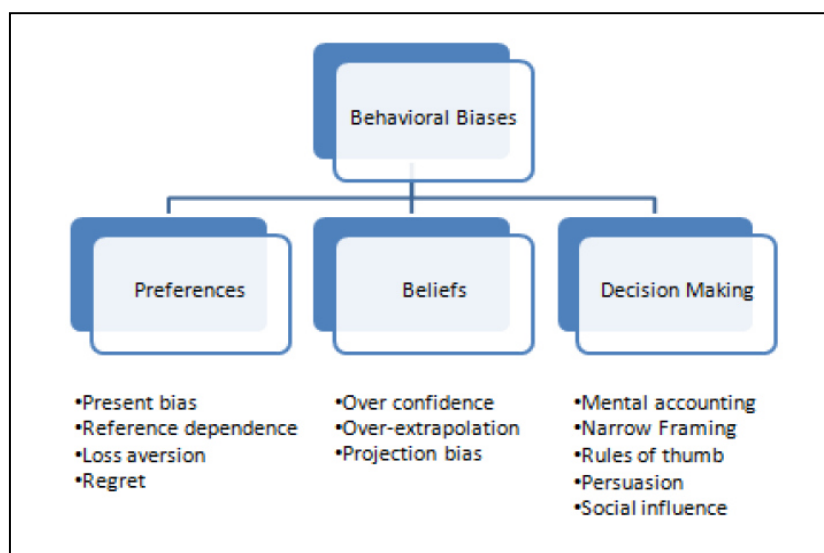 Behavioral Biases
Preferences
Beliefs
Decision Making
•Present bias
•Reference dependence
•Loss aversion
•Regret
•Over confidence
•Over-extrapolation
•Projection bias
•Mental accounting
•Narrow Framing
•Rules of thumb
•Persuasion
•Social influence